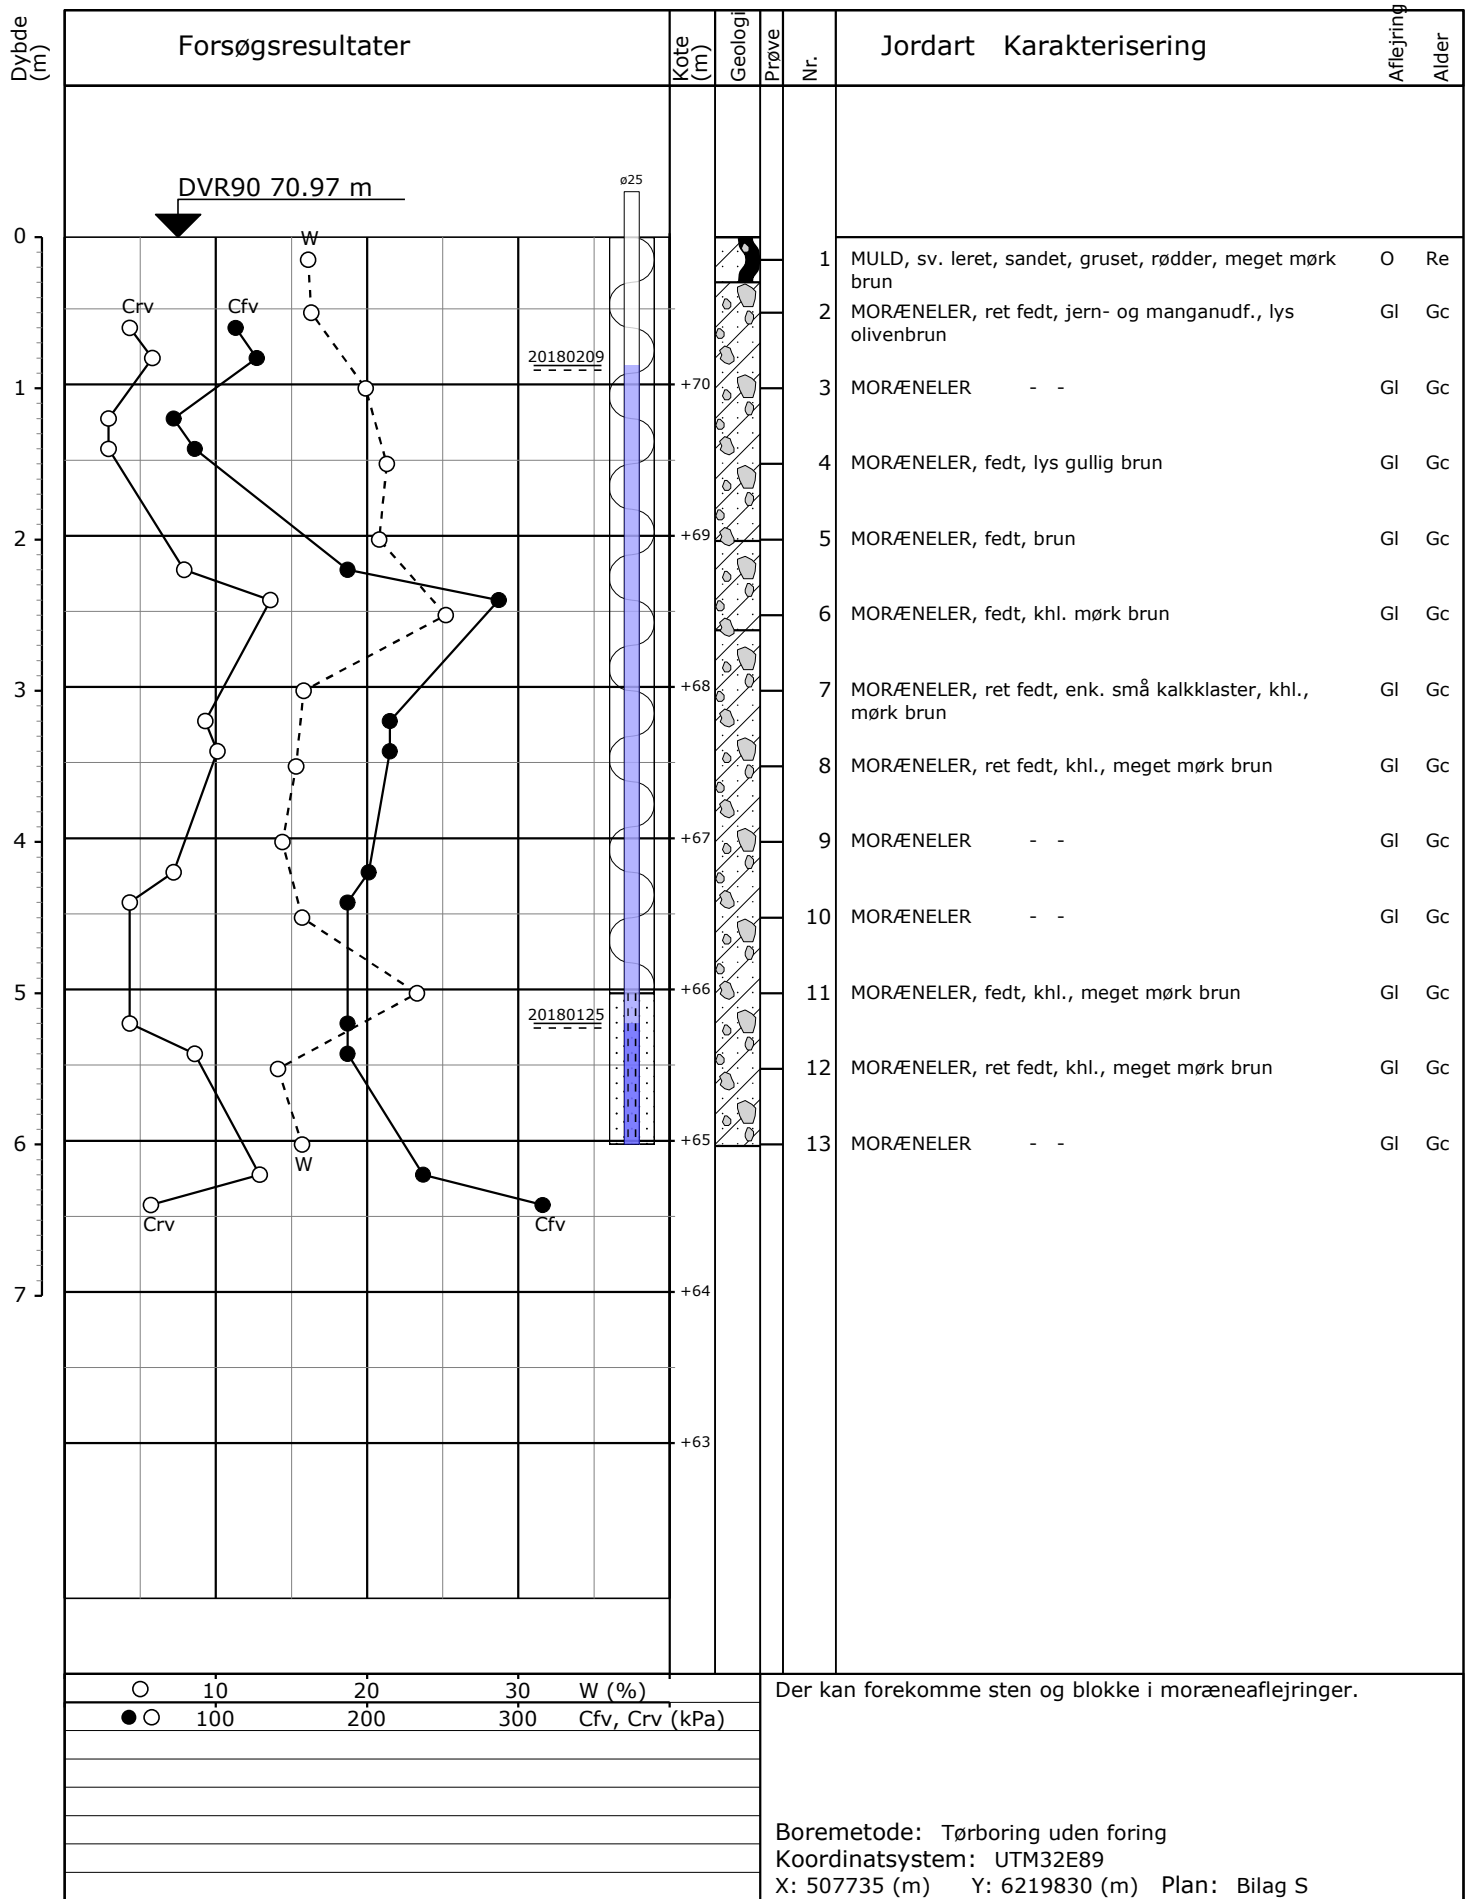 Dybde
(m)
Forsøgsresultater
Kote
(m)
Geologi
Prøve
Nr.
Jordart Karakterisering
Aflejring
Alder
DVR90 70.97 m
ø25
0
W
1 MULD, sv. leret, sandet, gruset, rødder, meget mørk O Re
brun
Crv Cfv
2 MORÆNELER, ret fedt, jern- og manganudf., lys Gl Gc
olivenbrun
20180209
1 +70 3 MORÆNELER - - Gl Gc
4 MORÆNELER, fedt, lys gullig brun Gl Gc
2 +69 5 MORÆNELER, fedt, brun Gl Gc
6 MORÆNELER, fedt, khl. mørk brun Gl Gc
3 +68 7 MORÆNELER, ret fedt, enk. små kalkklaster, khl., Gl Gc
mørk brun
8 MORÆNELER, ret fedt, khl., meget mørk brun Gl Gc
4 +67 9 MORÆNELER - - Gl Gc
10 MORÆNELER - - Gl Gc
5 +66 11 MORÆNELER, fedt, khl., meget mørk brun Gl Gc
20180125
12 MORÆNELER, ret fedt, khl., meget mørk brun Gl Gc
6 +65 13 MORÆNELER - - Gl Gc
W
Crv Cfv
7 +64
+63
10 20 30 W (%)
100 200 300 Cfv, Crv (kPa)
Der kan forekomme sten og blokke i moræneaflejringer.
Boremetode: Tørboring uden foring
Koordinatsystem: UTM32E89
X: 507735 (m) Y: 6219830 (m) Plan: Bilag S